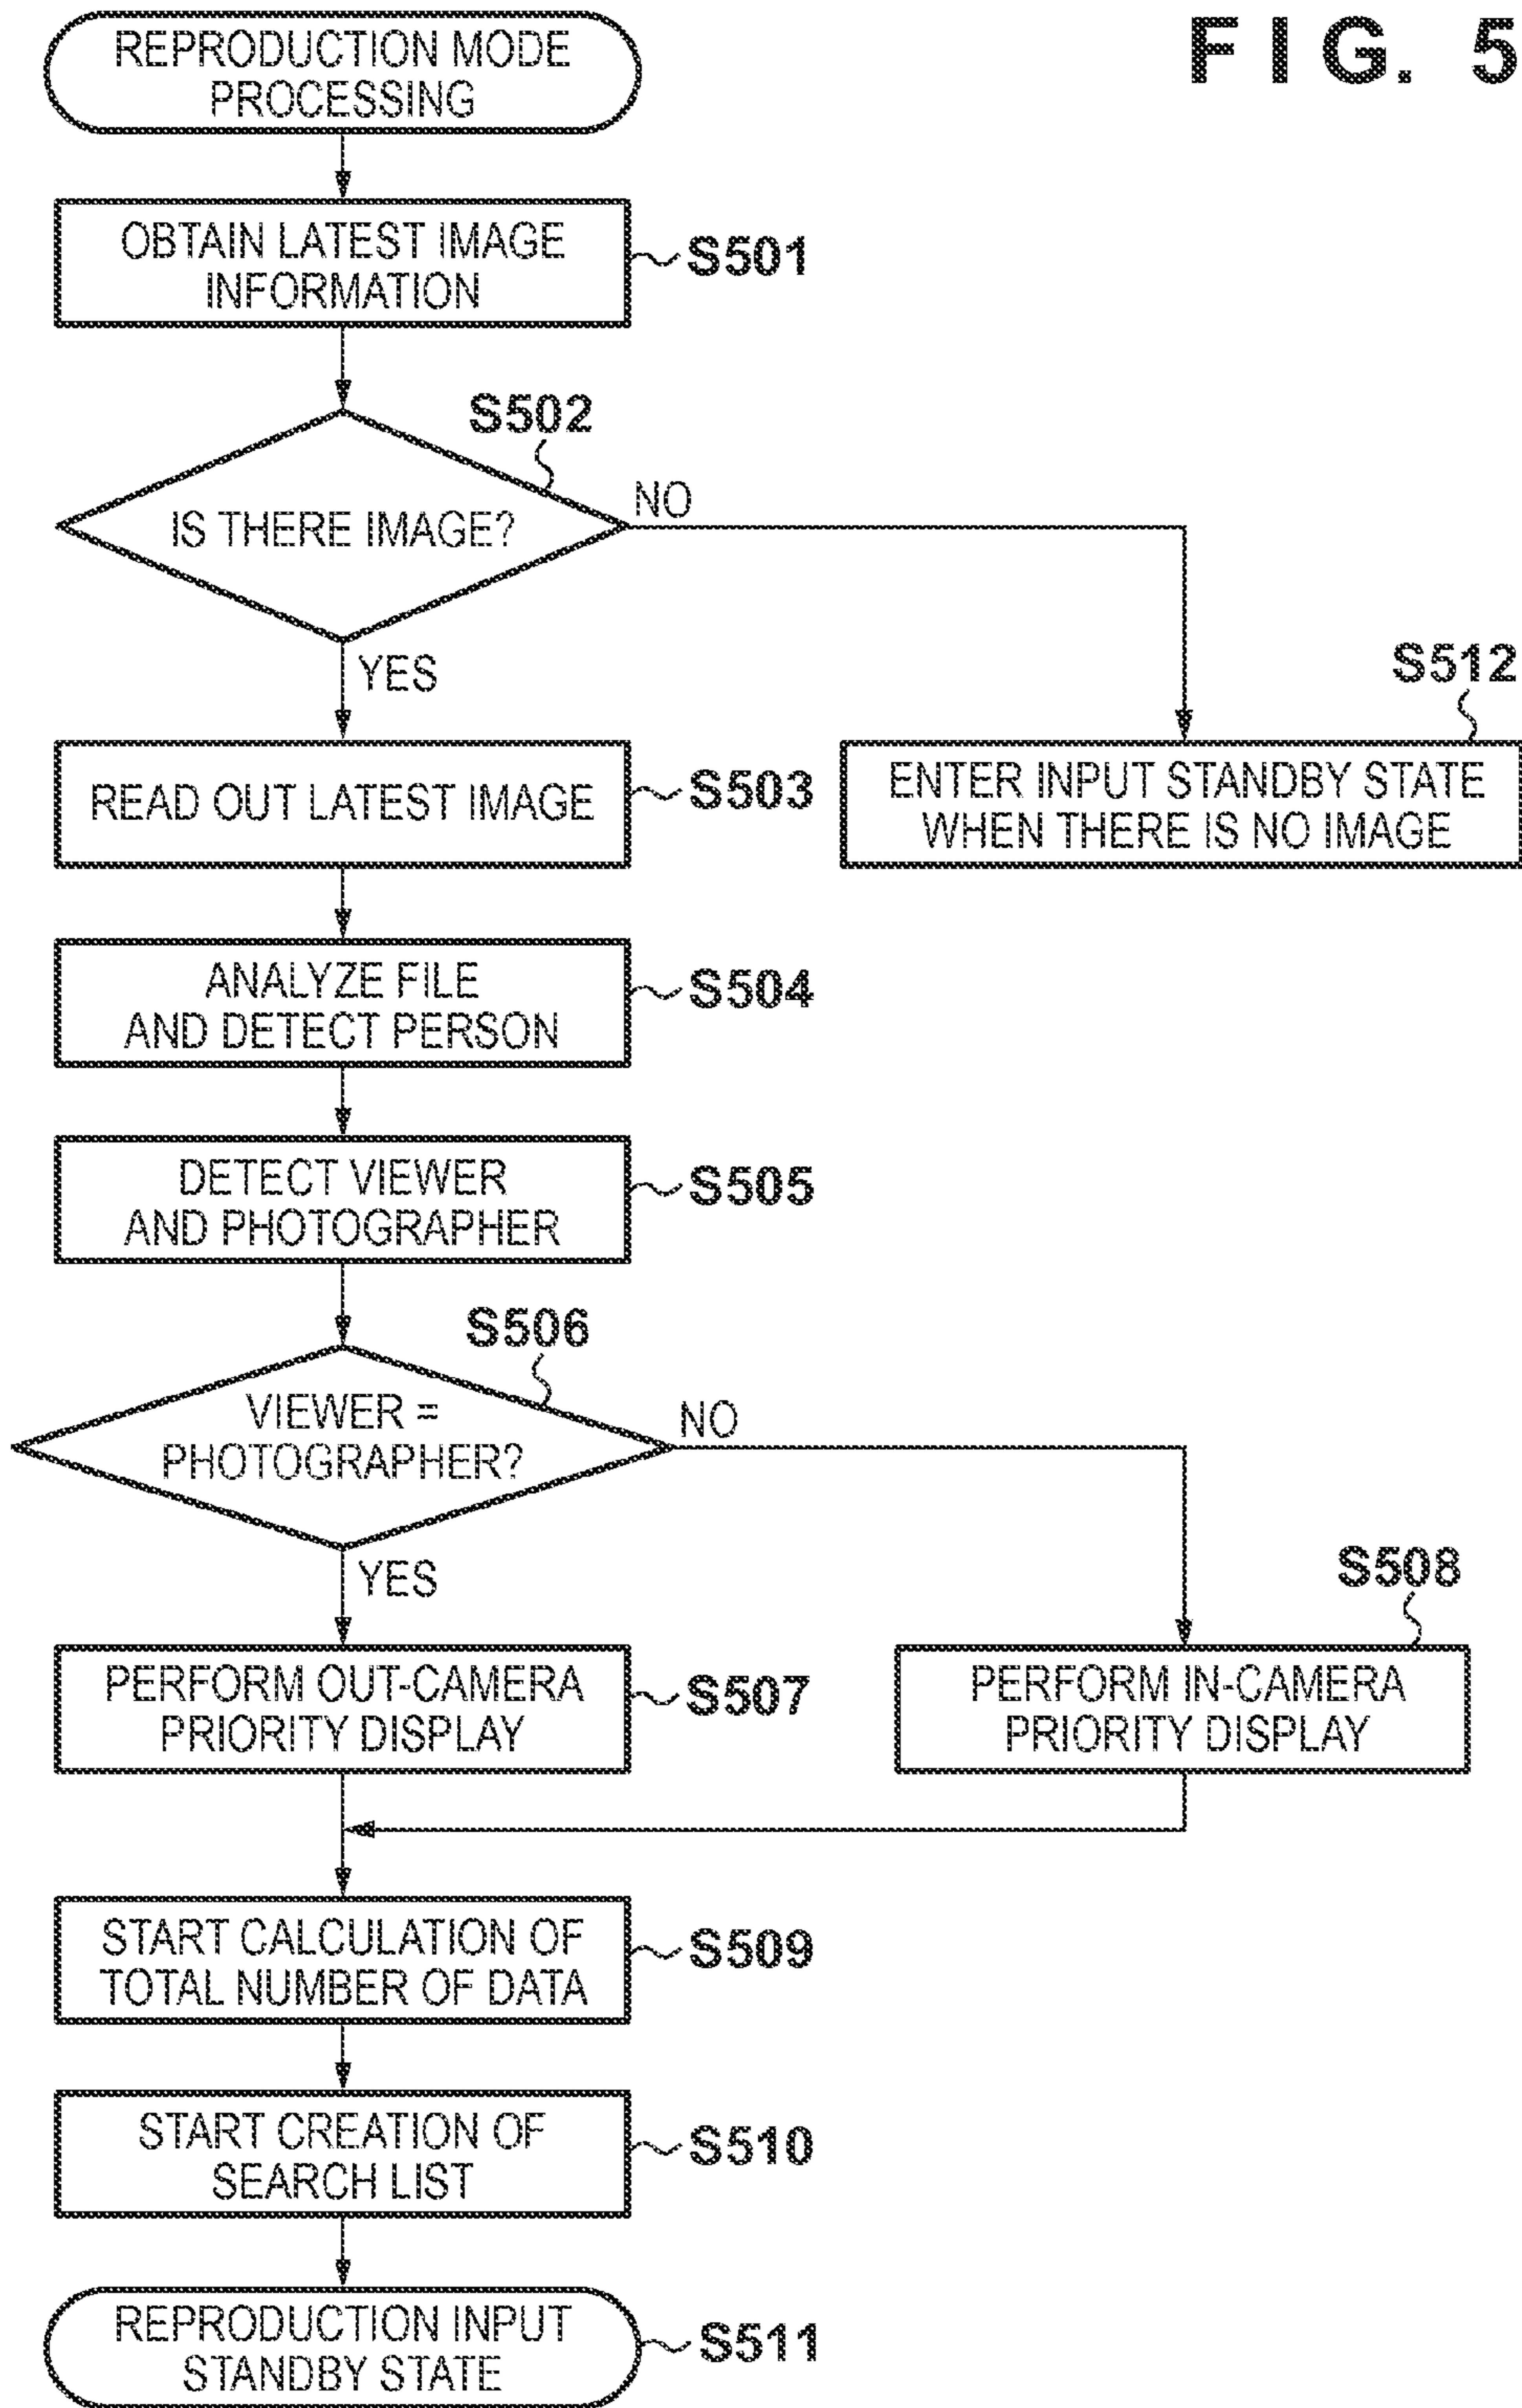 FIG. 5
REPRODUCTION MODE
PROCESSING
OBTAIN LATEST IMAGE
INFORMATION
S501
S502
IS THERE IMAGE?
NO
YES
S512
READ OUT LATEST IMAGE
S503
ENTER INPUT STANDBY STATE
WHEN THERE IS NO IMAGE
ANALYZE FILE
AND DETECT PERSON
S504
DETECT VIEWER
AND PHOTOGRAPHER
S505
S506
VIEWER =
PHOTOGRAPHER?
NO
YES
S508
PERFORM OUT-CAMERA
PRIORITY DISPLAY
S507
PERFORM IN-CAMERA
PRIORITY DISPLAY
START CALCULATION OF
TOTAL NUMBER OF DATA
S509
START CREATION OF
SEARCH LIST
S510
REPRODUCTION INPUT
STANDBY STATE
S511